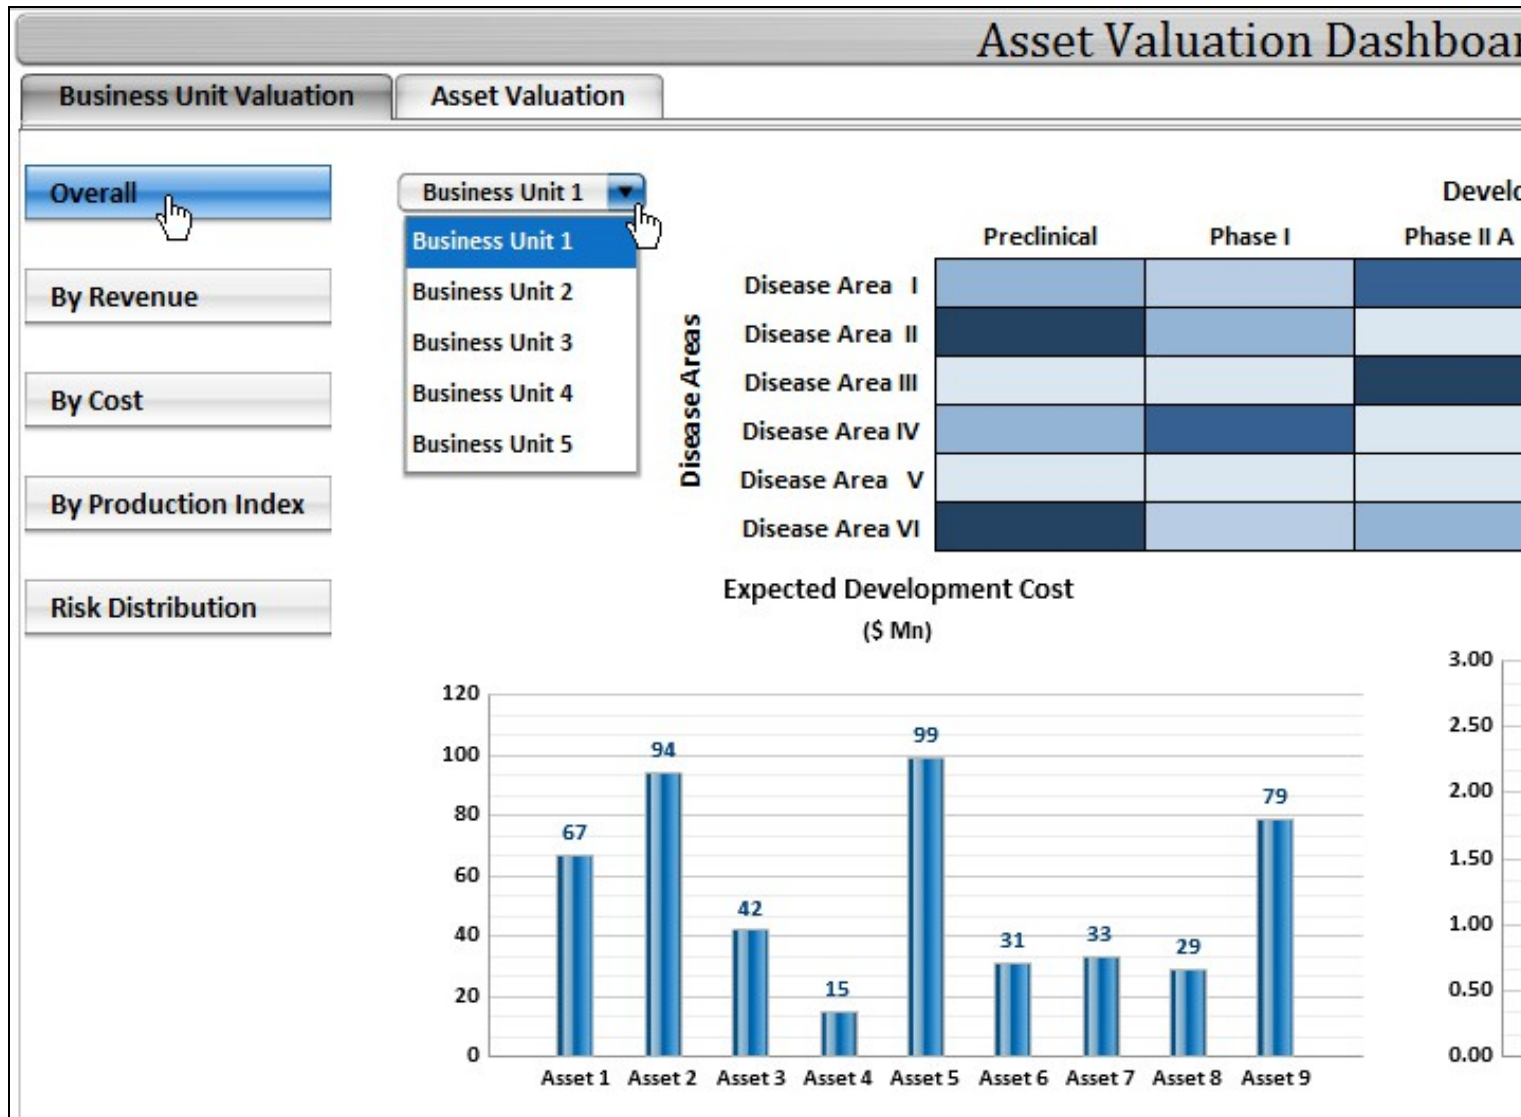 Asset Valuation Dashboar
Business Unit Valuation
Asset Valuation
Overall
By Revenue
By Cost
By Production Index
Risk Distribution
Business Unit 1
Business Unit 1
Business Unit 2
Business Unit 3
Business Unit 4
Business Unit 5
Develo
Preclinical Phase I Phase II A
Disease Areas
Disease Area I
Disease Area II
Disease Area III
Disease Area IV
Disease Area V
Disease Area VI
Expected Development Cost
($ Mn)
120
100
80
60
40
20
0
67
94
42
15
99
31
33
29
79
Asset 1 Asset 2 Asset 3 Asset 4 Asset 5 Asset 6 Asset 7 Asset 8 Asset 9
3.00
2.50
2.00
1.50
1.00
0.50
0.00